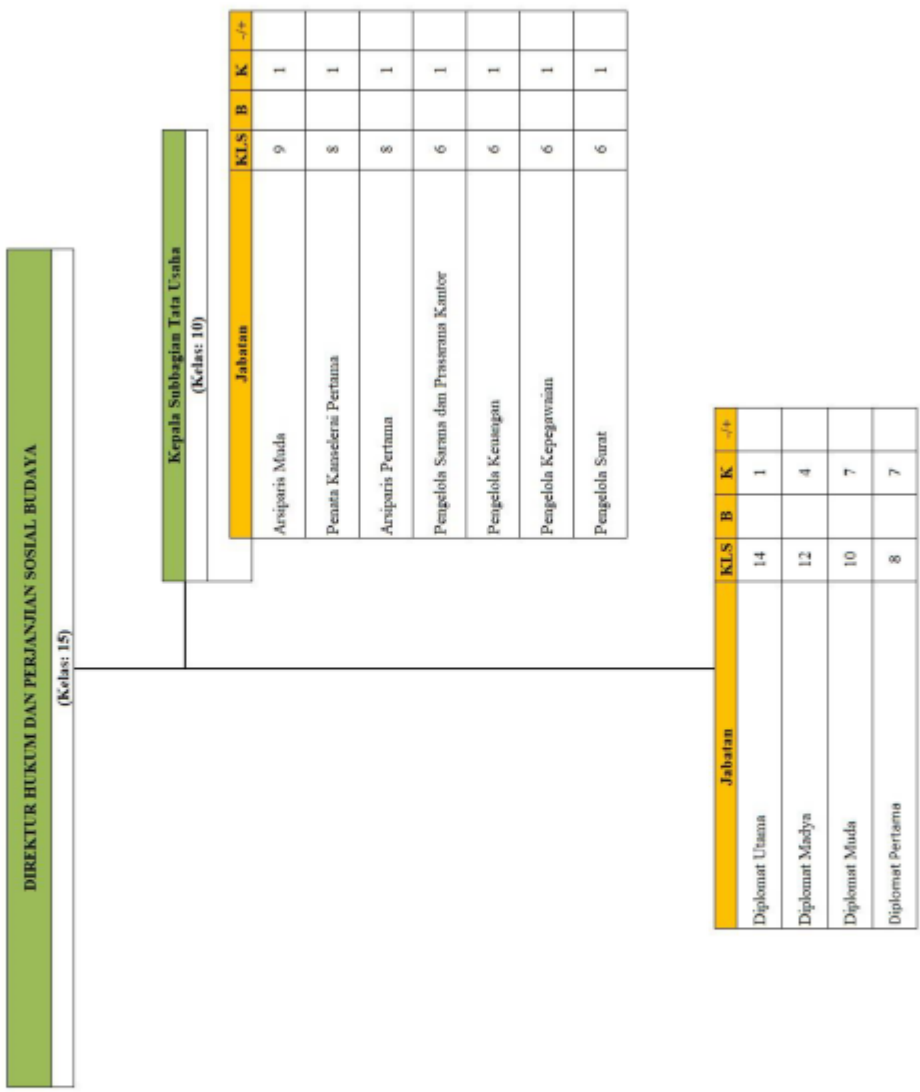 DIREKTUR HUKUM DAN PERJANJIAN SOSIAL BUDAYA
(Kelas: 15)
Kepala Subbagian Tata Usaha
(Kelas: 10)
Jabatan KLS B K -/+
Arsiparis Muda 9 1
Penata Kanselerai Pertama 8 1
Arsiparis Pertama 8 1
Pengelola Sarana dan Prasarana Kantor 6 1
Pengelola Keuangan 6 1
Pengelola Kepegawaian 6 1
Pengelola Surat 6 1
Jabatan KLS B K -/+
Diplomat Utama 14 1
Diplomat Madya 12 4
Diplomat Muda 10 7
Diplomat Pertama 8 7